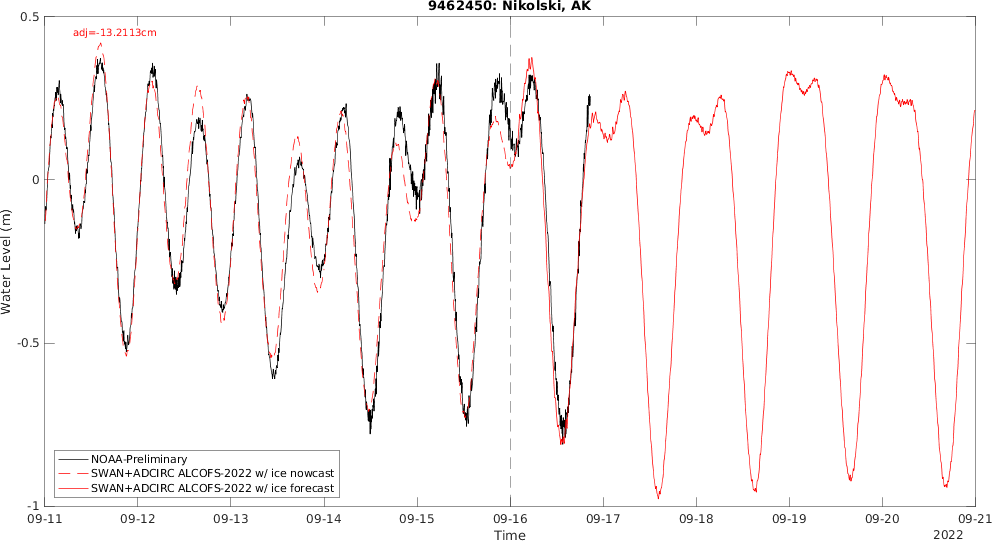 9462450: Nikolski, AK
adj=-13.2113cm
0.5
0
-0.5
-1
Water Level (m)
NOAA-Preliminary
SWAN+ADCIRC ALCOFS-2022 w/ ice nowcast
SWAN+ADCIRC ALCOFS-2022 w/ ice forecast
09-11 09-12 09-13 09-14 09-15 09-16 09-17 09-18 09-19 09-20 09-21
Time
2022